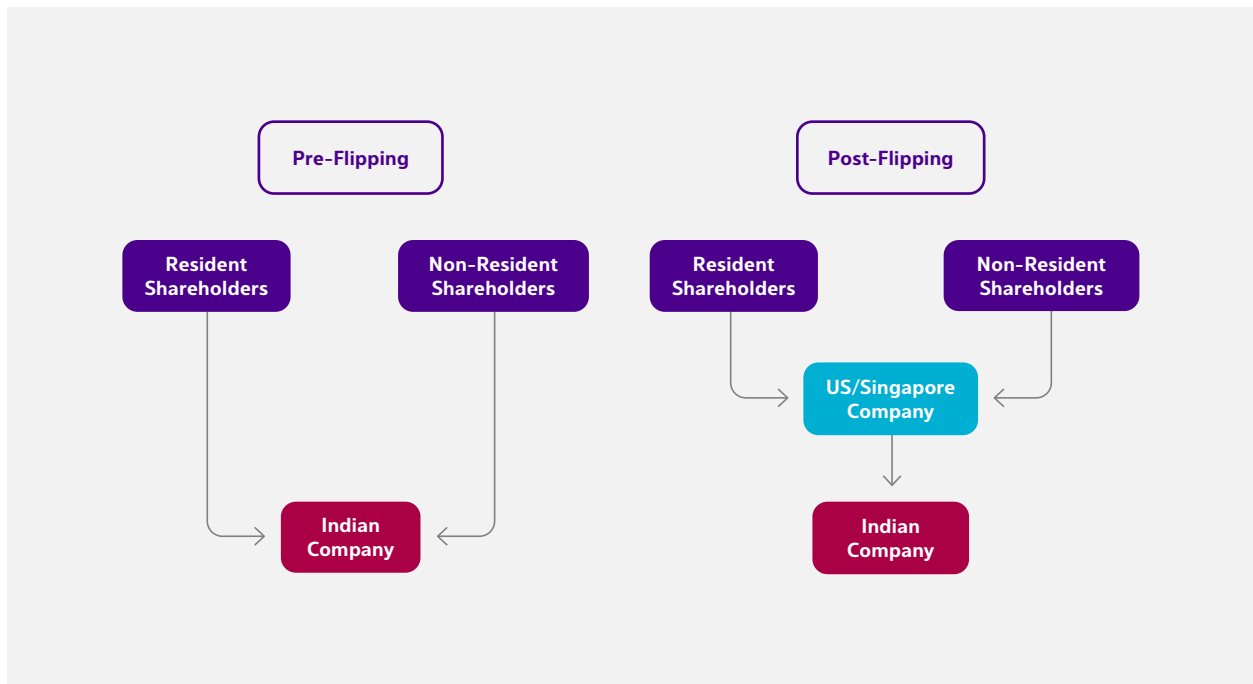 Pre-Flipping
Resident
Shareholders
Non-Resident
Shareholders
Indian
Company
Post-Flipping
Resident
Shareholders
Non-Resident
Shareholders
US/Singapore
Company
Indian
Company